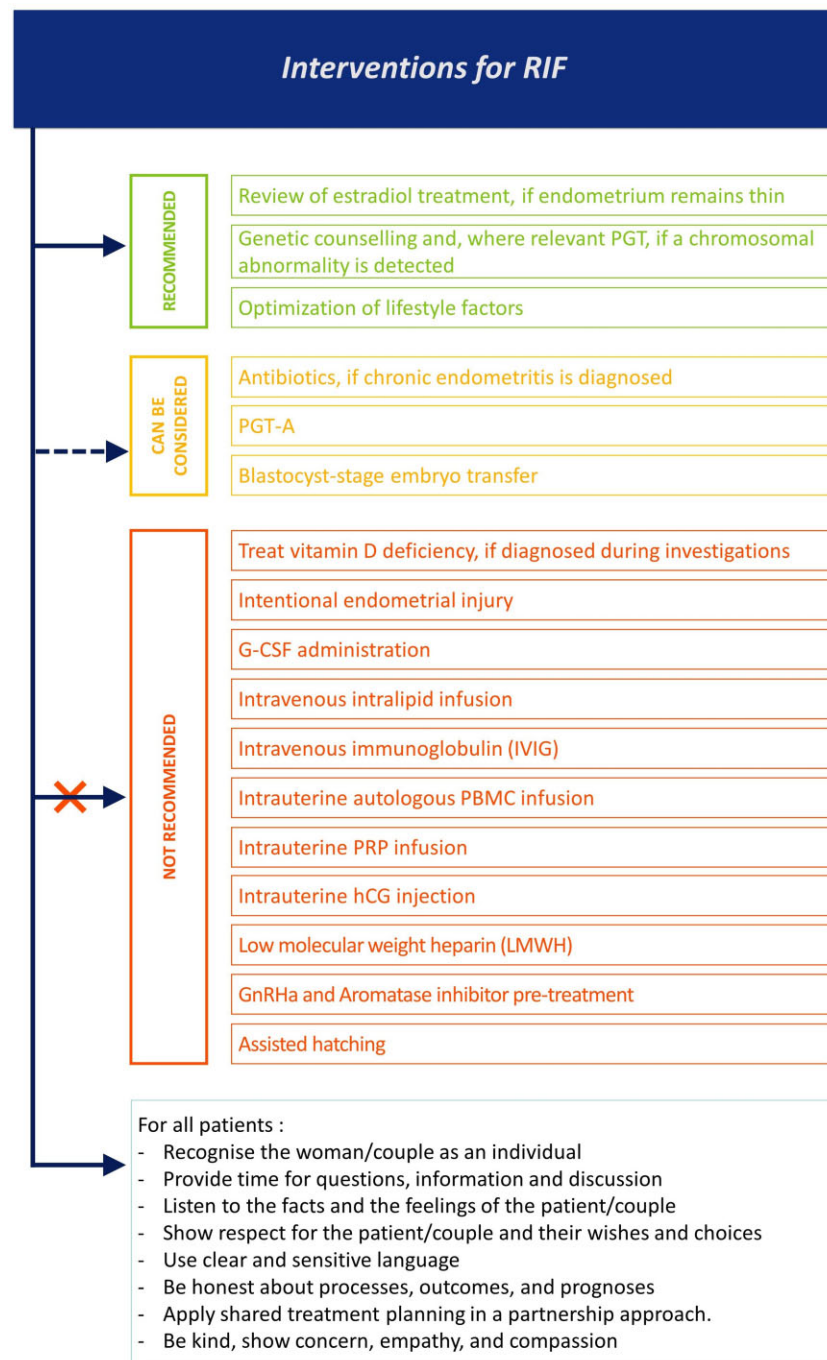 Interventions for RIF
RECOMMENDED
Review of estradiol treatment, if endometrium remains thin
Genetic counselling and, where relevant PGT, if a chromosomal
abnormality is detected
Optimization of lifestyle factors
CAN BE
CONSIDERED
Antibiotics, if chronic endometritis is diagnosed
PGT-A
Blastocyst-stage embryo transfer
NOT RECOMMENDED
Treat vitamin D deficiency, if diagnosed during investigations
Intentional endometrial injury
G-CSF administration
Intravenous intralipid infusion
Intravenous immunoglobulin (IVIG)
Intrauterine autologous PBMC infusion
Intrauterine PRP infusion
Intrauterine hCG injection
Low molecular weight heparin (LMWH)
GnRHa and Aromatase inhibitor pre-treatment
Assisted hatching
For all patients :
- Recognise the woman/couple as an individual
- Provide time for questions, information and discussion
- Listen to the facts and the feelings of the patient/couple
- Show respect for the patient/couple and their wishes and choices
- Use clear and sensitive language
- Be honest about processes, outcomes, and prognoses
- Apply shared treatment planning in a partnership approach.
- Be kind, show concern, empathy, and compassion